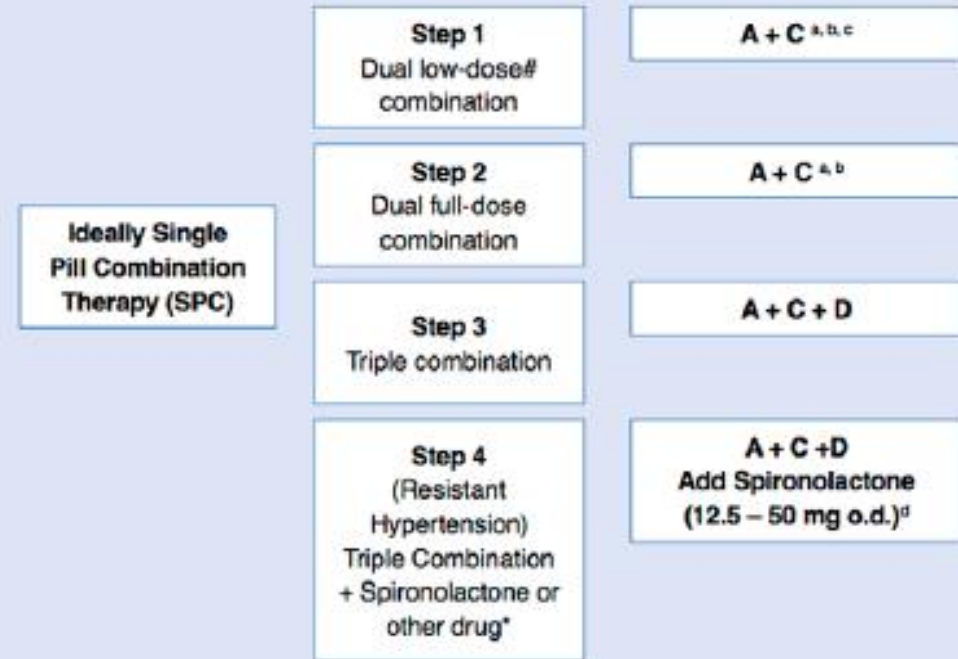 Step 1
Dual low-dose#
combination
A + C a, b, c
Step 2
Dual full-dose
combination
A + C a, b
Ideally Single
Pill Combination
Therapy (SPC)
Step 3
Triple combination
A + C + D
Step 4
(Resistant
Hypertension)
Triple Combination
+ Spironolactone or
other drug*
A + C +D
Add Spironolactone
(12.5 – 50 mg o.d.)d